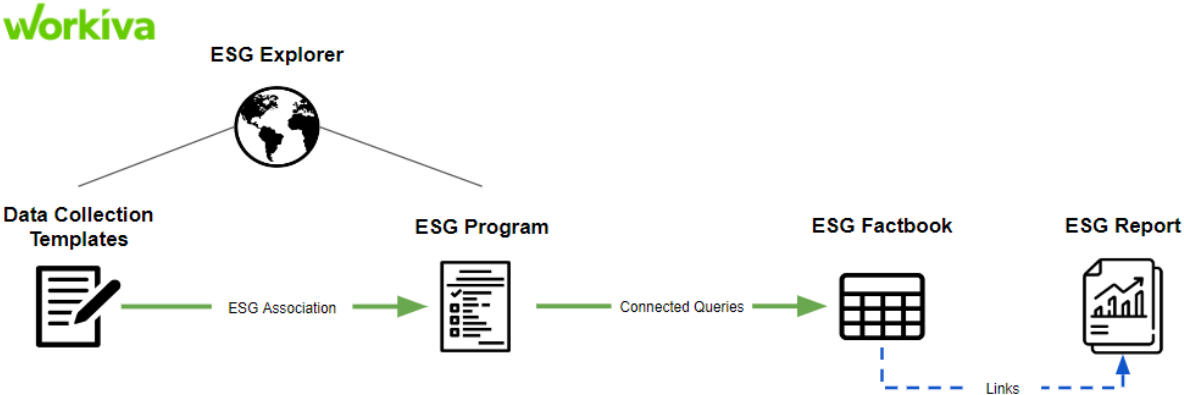 workiva
ESG Explorer
Data Collection
Templates
ESG Program
ESG Factbook
ESG Report
ESG Association
Connected Queries
Links